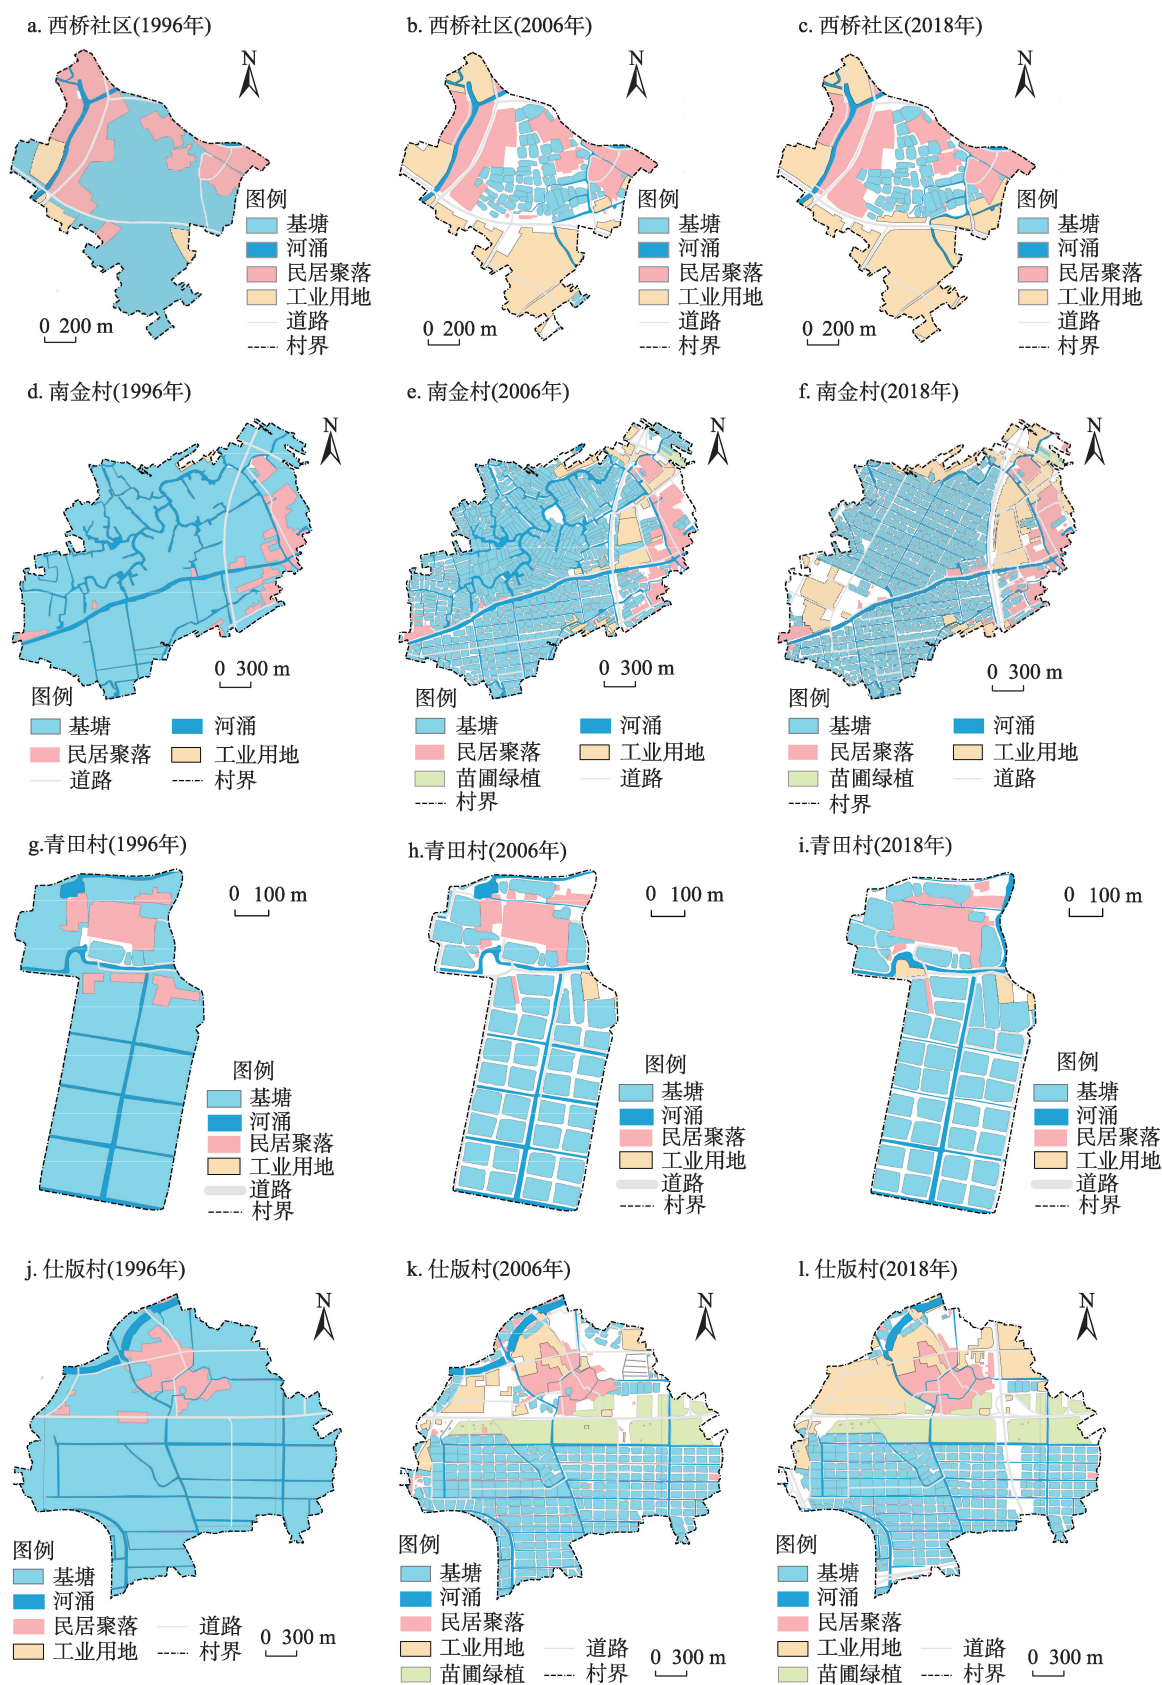 a. 西桥社区(1996年)
b. 西桥社区(2006年)
c. 西桥社区(2018年)
N
N
N
图例
基塘
河涌
民居聚落
工业用地
道路
村界
0 200 m
图例
基塘
河涌
民居聚落
工业用地
道路
村界
0 200 m
图例
基塘
河涌
民居聚落
工业用地
道路
村界
0 200 m
d. 南金村(1996年)
e. 南金村(2006年)
f. 南金村(2018年)
N
N
N
0 300 m
图例
基塘 河涌
民居聚落 工业用地
道路 村界
0 300 m
图例
基塘 河涌
民居聚落 工业用地
苗圃绿植 道路
村界
0 300 m
图例
基塘 河涌
民居聚落 工业用地
苗圃绿植 道路
村界
g.青田村(1996年)
h.青田村(2006年)
i.青田村(2018年)
0 100 m
0 100 m
0 100 m
图例
基塘
河涌
民居聚落
工业用地
道路
村界
图例
基塘
河涌
民居聚落
工业用地
道路
村界
图例
基塘
河涌
民居聚落
工业用地
道路
村界
j. 仕版村(1996年)
k. 仕版村(2006年)
l. 仕版村(2018年)
N
N
N
图例
基塘
河涌
民居聚落 道路
工业用地 村界
0 300 m
图例
基塘
河涌
民居聚落
工业用地 道路
苗圃绿植 村界
0 300 m
图例
基塘
河涌
民居聚落
工业用地 道路
苗圃绿植 村界
0 300 m